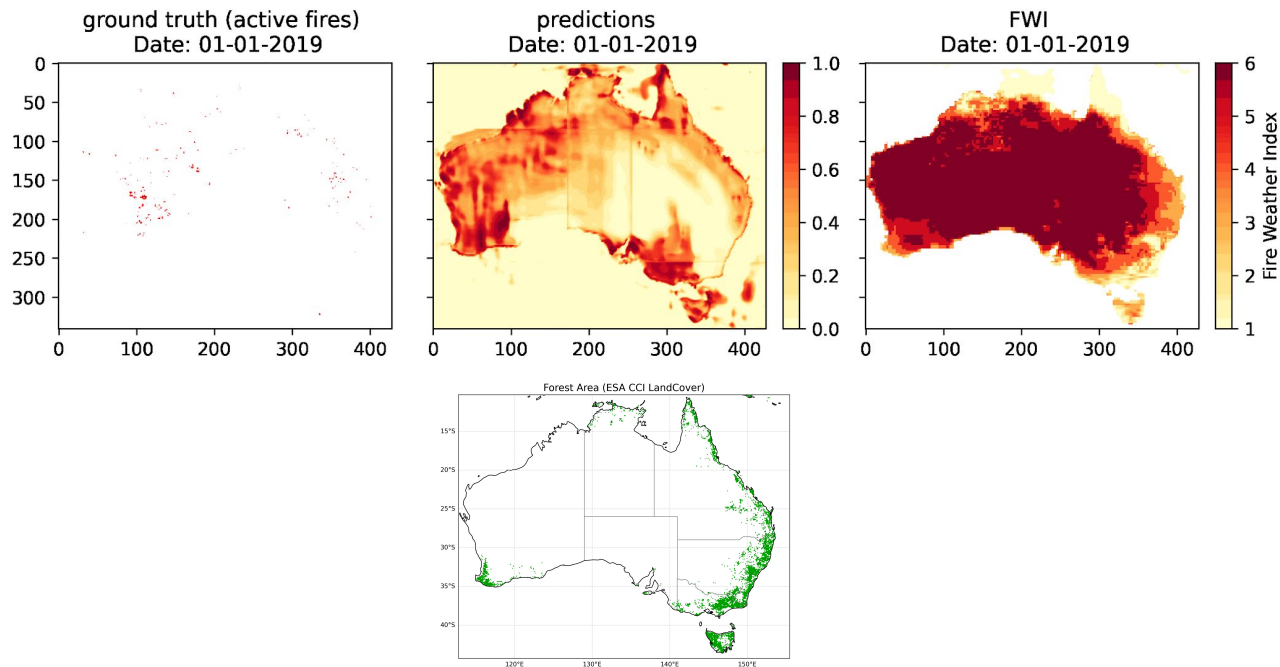 ground truth (active fires)
Date: 01-01-2019
0
50
100
150
200
250
300
0
100
200
300
400
predictions
Date: 01-01-2019
0
100
200
300
400
1.0
0.8
0.6
0.4
0.2
0.0
FWI
Date: 01-01-2019
0
100
200
300
400
6
5
4
3
2
1
Fire Weather Index
Forest Area (ESA CCI LandCover)
15°S
20°S
25°S
30°S
35°S
40°S
120°E
130°E
140°E
150°E